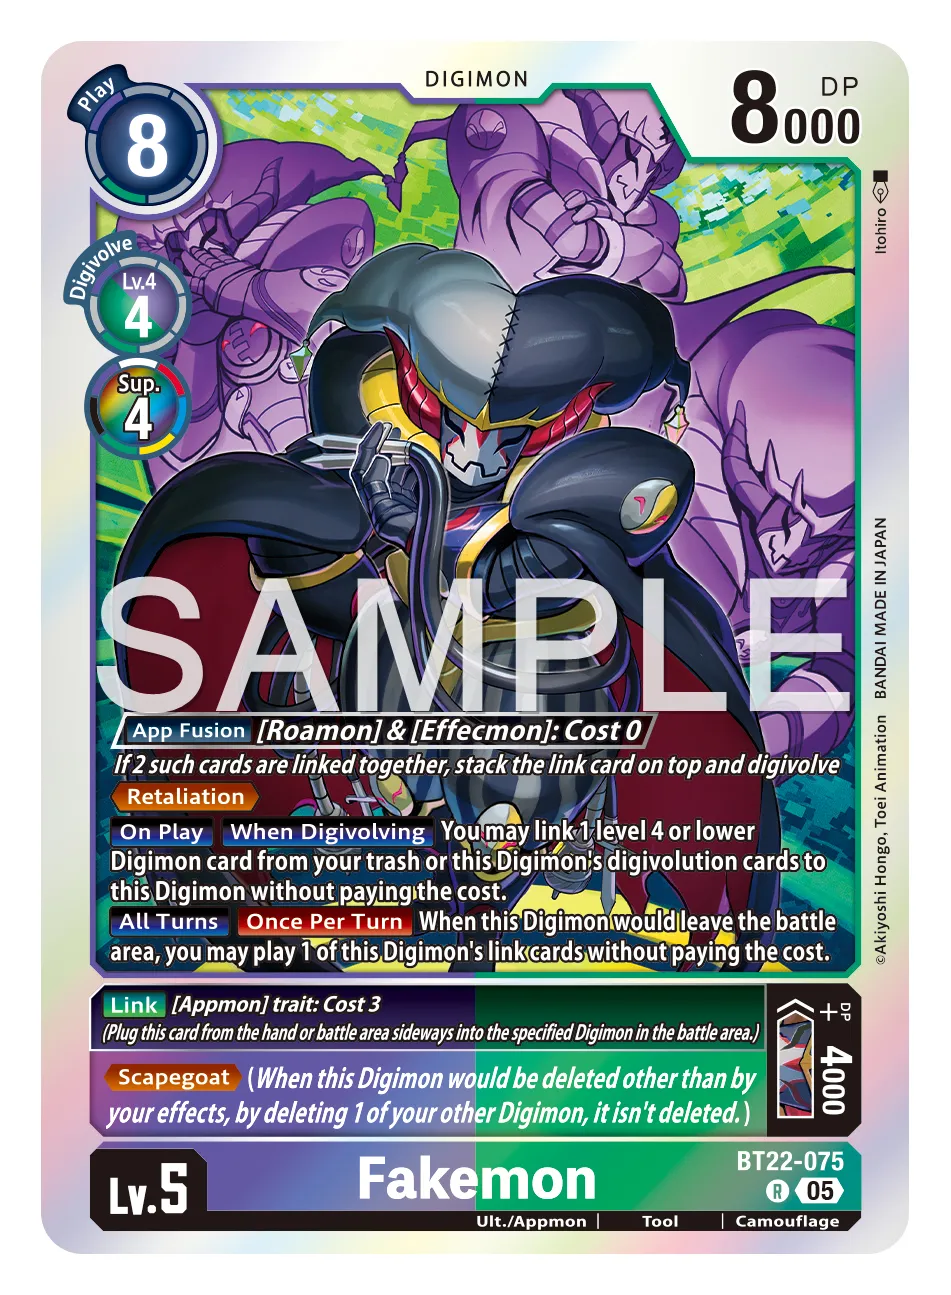 DIGIMON
Play
8
8000
DP
Digivolve
Lv.4
4
Sup.
4
Itohiro
BANDAI MADE IN JAPAN
©Akiyoshi Hongo, Toei Animation
SAMPLE
App Fusion [Roamon] & [Effecmon]: Cost 0
If 2 such cards are linked together, stack the link card on top and digivolve
Retaliation
On Play When Digivolving You may link 1 level 4 or lower
Digimon card from your trash or this Digimon's digivolution cards to
this Digimon without paying the cost.
All Turns Once Per Turn When this Digimon would leave the battle
area, you may play 1 of this Digimon's link cards without paying the cost.
Link [Appmon] trait: Cost 3
(Plug this card from the hand or battle area sideways into the specified Digimon in the battle area.)
Scapegoat (When this Digimon would be deleted other than by
your effects, by deleting 1 of your other Digimon, it isn't deleted.)
DP
+4000
Lv.5
Fakemon
BT22-075
R 05
Ult./Appmon | Tool | Camouflage